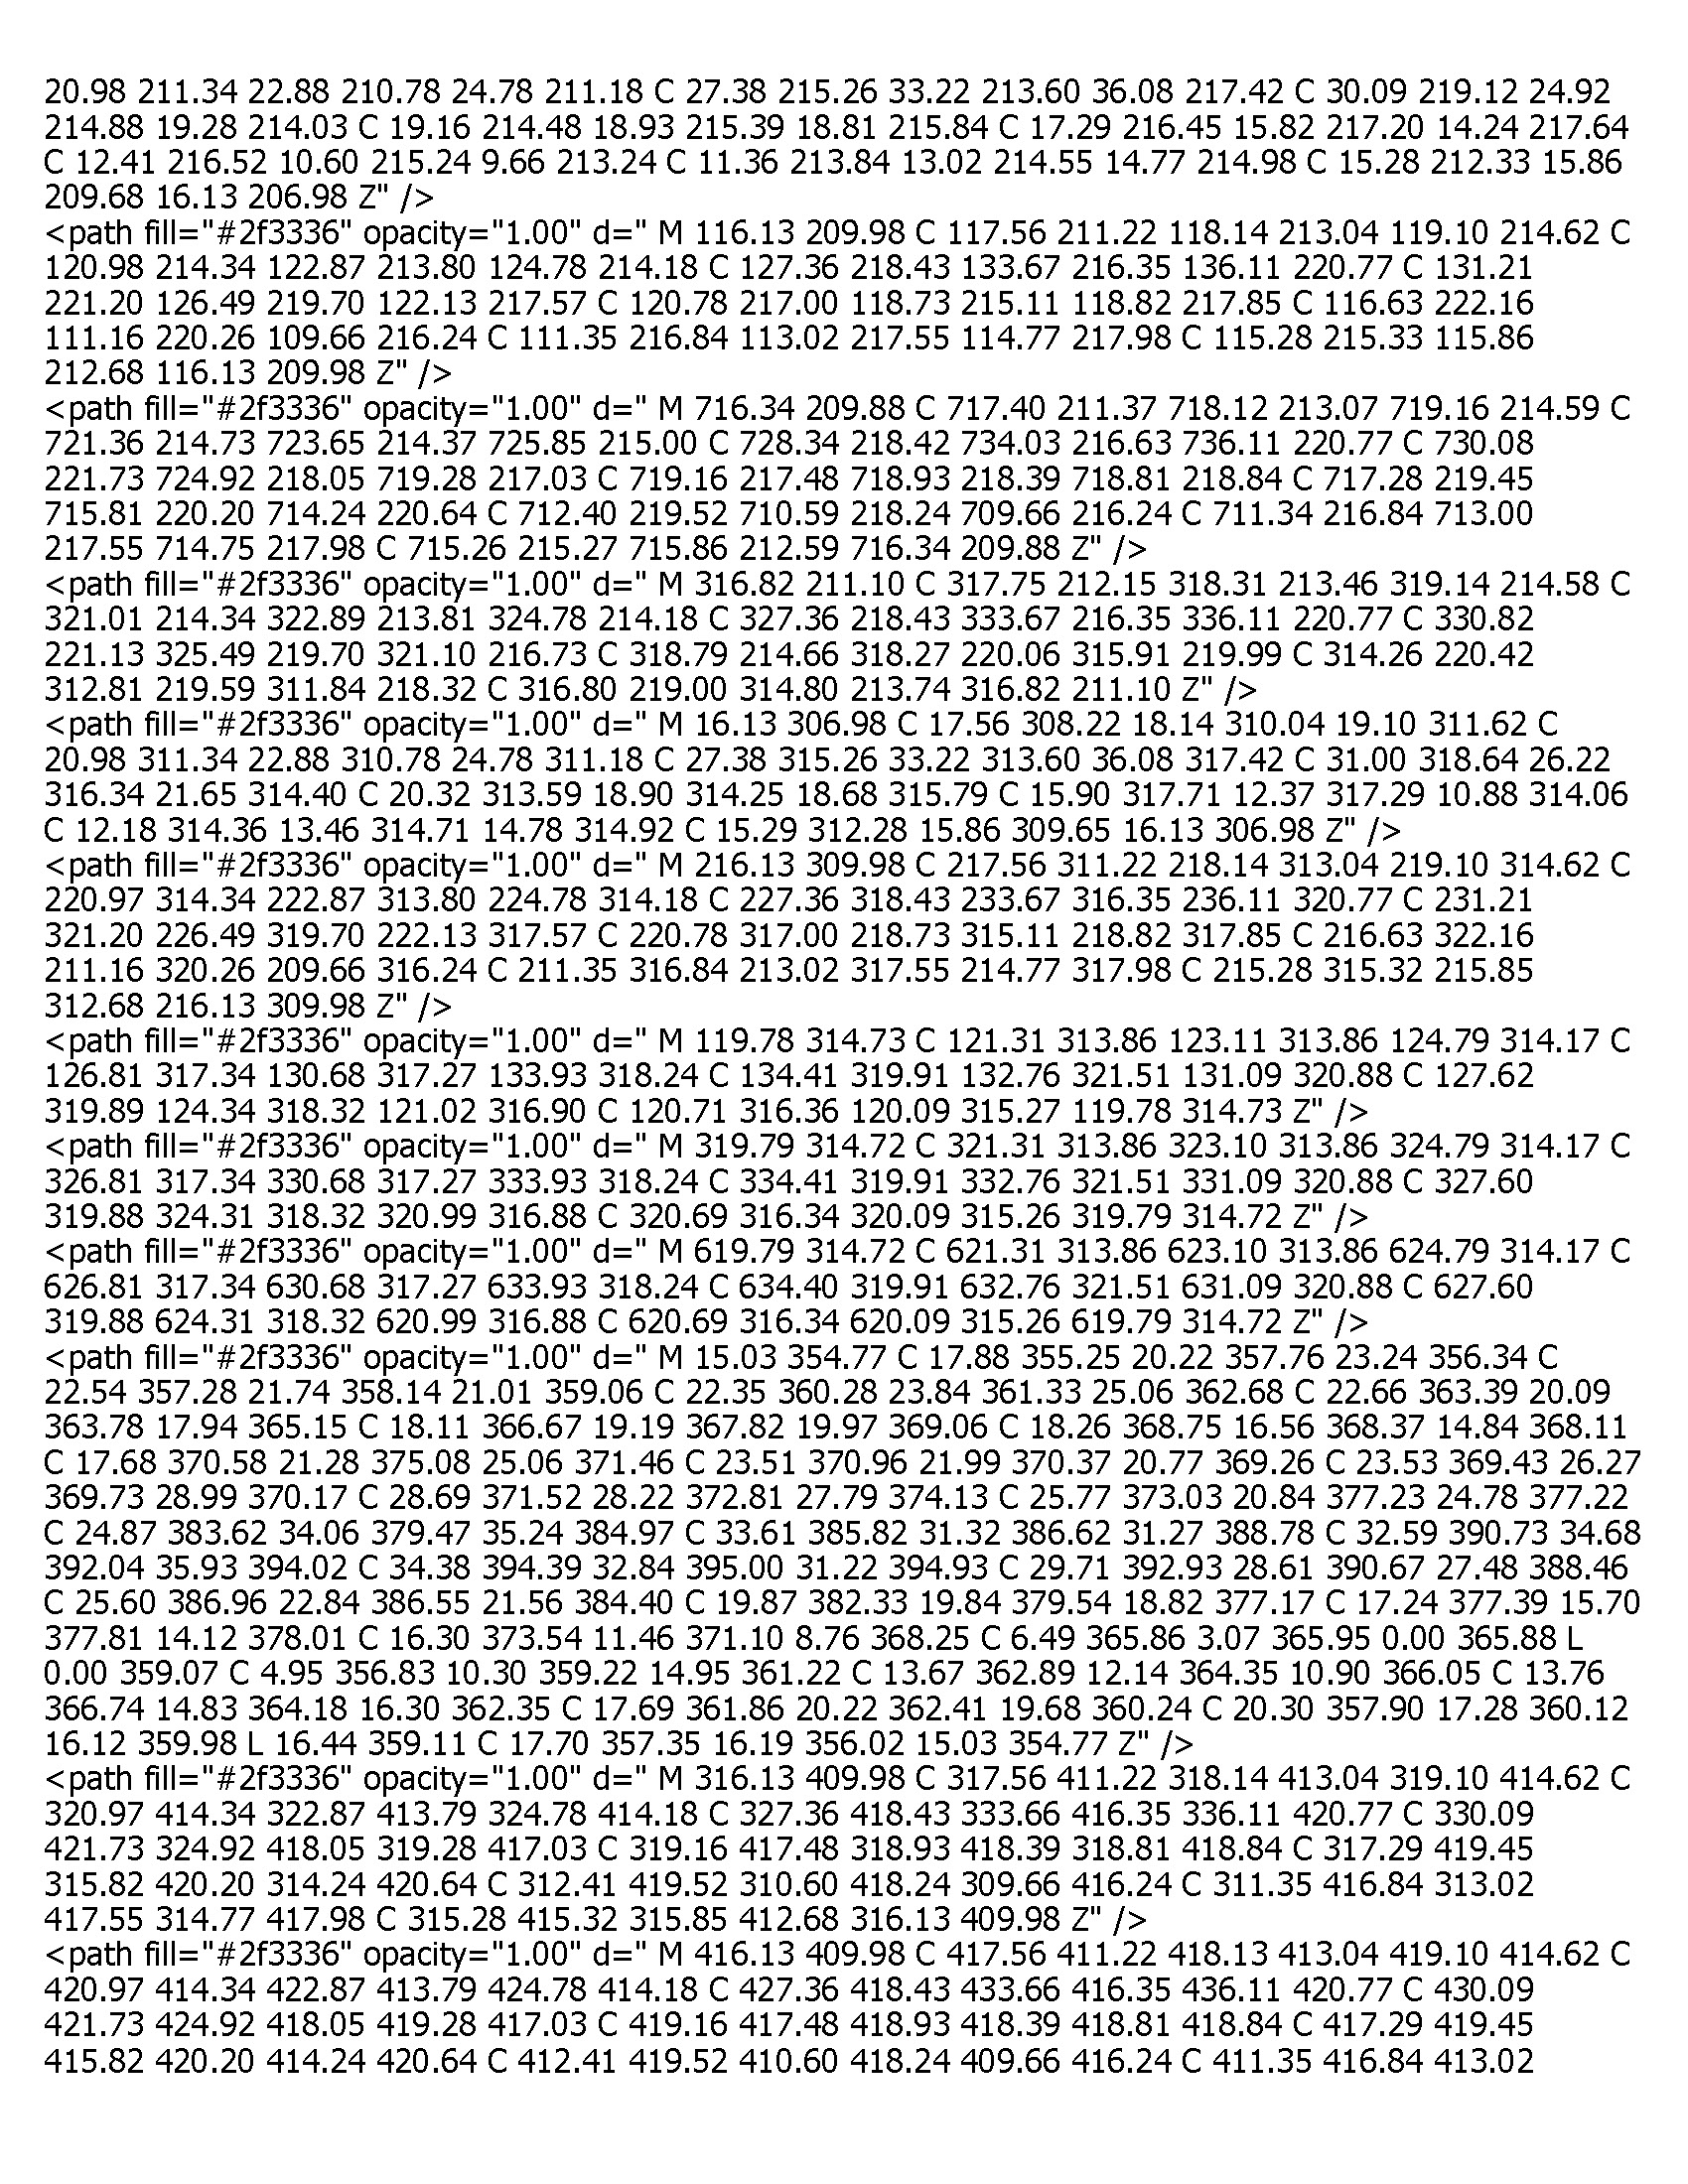 20.98 211.34 22.88 210.78 24.78 211.18 C 27.38 215.26 33.22 213.60 36.08 217.42 C 30.09 219.12 24.92
214.88 19.28 214.03 C 19.16 214.48 18.93 215.39 18.81 215.84 C 17.29 216.45 15.82 217.20 14.24 217.64
C 12.41 216.52 10.60 215.24 9.66 213.24 C 11.36 213.84 13.02 214.55 14.77 214.98 C 15.28 212.33 15.86
209.68 16.13 206.98 Z" />
<path fill="#2f3336" opacity="1.00" d=" M 116.13 209.98 C 117.56 211.22 118.14 213.04 119.10 214.62 C
120.98 214.34 122.87 213.80 124.78 214.18 C 127.36 218.43 133.67 216.35 136.11 220.77 C 131.21
221.20 126.49 219.70 122.13 217.57 C 120.78 217.00 118.73 215.11 118.82 217.85 C 116.63 222.16
111.16 220.26 109.66 216.24 C 111.35 216.84 113.02 217.55 114.77 217.98 C 115.28 215.33 115.86
212.68 116.13 209.98 Z" />
<path fill="#2f3336" opacity="1.00" d=" M 716.34 209.88 C 717.40 211.37 718.12 213.07 719.16 214.59 C
721.36 214.73 723.65 214.37 725.85 215.00 C 728.34 218.42 734.03 216.63 736.11 220.77 C 730.08
221.73 724.92 218.05 719.28 217.03 C 719.16 217.48 718.93 218.39 718.81 218.84 C 717.28 219.45
715.81 220.20 714.24 220.64 C 712.40 219.52 710.59 218.24 709.66 216.24 C 711.34 216.84 713.00
217.55 714.75 217.98 C 715.26 215.27 715.86 212.59 716.34 209.88 Z" />
<path fill="#2f3336" opacity="1.00" d=" M 316.82 211.10 C 317.75 212.15 318.31 213.46 319.14 214.58 C
321.01 214.34 322.89 213.81 324.78 214.18 C 327.36 218.43 333.67 216.35 336.11 220.77 C 330.82
221.13 325.49 219.70 321.10 216.73 C 318.79 214.66 318.27 220.06 315.91 219.99 C 314.26 220.42
312.81 219.59 311.84 218.32 C 316.80 219.00 314.80 213.74 316.82 211.10 Z" />
<path fill="#2f3336" opacity="1.00" d=" M 16.13 306.98 C 17.56 308.22 18.14 310.04 19.10 311.62 C
20.98 311.34 22.88 310.78 24.78 311.18 C 27.38 315.26 33.22 313.60 36.08 317.42 C 31.00 318.64 26.22
316.34 21.65 314.40 C 20.32 313.59 18.90 314.25 18.68 315.79 C 15.90 317.71 12.37 317.29 10.88 314.06
C 12.18 314.36 13.46 314.71 14.78 314.92 C 15.29 312.28 15.86 309.65 16.13 306.98 Z" />
<path fill="#2f3336" opacity="1.00" d=" M 216.13 309.98 C 217.56 311.22 218.14 313.04 219.10 314.62 C
220.97 314.34 222.87 313.80 224.78 314.18 C 227.36 318.43 233.67 316.35 236.11 320.77 C 231.21
321.20 226.49 319.70 222.13 317.57 C 220.78 317.00 218.73 315.11 218.82 317.85 C 216.63 322.16
211.16 320.26 209.66 316.24 C 211.35 316.84 213.02 317.55 214.77 317.98 C 215.28 315.32 215.85
312.68 216.13 309.98 Z" />
<path fill="#2f3336" opacity="1.00" d=" M 119.78 314.73 C 121.31 313.86 123.11 313.86 124.79 314.17 C
126.81 317.34 130.68 317.27 133.93 318.24 C 134.41 319.91 132.76 321.51 131.09 320.88 C 127.62
319.89 124.34 318.32 121.02 316.90 C 120.71 316.36 120.09 315.27 119.78 314.73 Z" />
<path fill="#2f3336" opacity="1.00" d=" M 319.79 314.72 C 321.31 313.86 323.10 313.86 324.79 314.17 C
326.81 317.34 330.68 317.27 333.93 318.24 C 334.41 319.91 332.76 321.51 331.09 320.88 C 327.60
319.88 324.31 318.32 320.99 316.88 C 320.69 316.34 320.09 315.26 319.79 314.72 Z" />
<path fill="#2f3336" opacity="1.00" d=" M 619.79 314.72 C 621.31 313.86 623.10 313.86 624.79 314.17 C
626.81 317.34 630.68 317.27 633.93 318.24 C 634.40 319.91 632.76 321.51 631.09 320.88 C 627.60
319.88 624.31 318.32 620.99 316.88 C 620.69 316.34 620.09 315.26 619.79 314.72 Z" />
<path fill="#2f3336" opacity="1.00" d=" M 15.03 354.77 C 17.88 355.25 20.22 357.76 23.24 356.34 C
22.54 357.28 21.74 358.14 21.01 359.06 C 22.35 360.28 23.84 361.33 25.06 362.68 C 22.66 363.39 20.09
363.78 17.94 365.15 C 18.11 366.67 19.19 367.82 19.97 369.06 C 18.26 368.75 16.56 368.37 14.84 368.11
C 17.68 370.58 21.28 375.08 25.06 371.46 C 23.51 370.96 21.99 370.37 20.77 369.26 C 23.53 369.43 26.27
369.73 28.99 370.17 C 28.69 371.52 28.22 372.81 27.79 374.13 C 25.77 373.03 20.84 377.23 24.78 377.22
C 24.87 383.62 34.06 379.47 35.24 384.97 C 33.61 385.82 31.32 386.62 31.27 388.78 C 32.59 390.73 34.68
392.04 35.93 394.02 C 34.38 394.39 32.84 395.00 31.22 394.93 C 29.71 392.93 28.61 390.67 27.48 388.46
C 25.60 386.96 22.84 386.55 21.56 384.40 C 19.87 382.33 19.84 379.54 18.82 377.17 C 17.24 377.39 15.70
377.81 14.12 378.01 C 16.30 373.54 11.46 371.10 8.76 368.25 C 6.49 365.86 3.07 365.95 0.00 365.88 L
0.00 359.07 C 4.95 356.83 10.30 359.22 14.95 361.22 C 13.67 362.89 12.14 364.35 10.90 366.05 C 13.76
366.74 14.83 364.18 16.30 362.35 C 17.69 361.86 20.22 362.41 19.68 360.24 C 20.30 357.90 17.28 360.12
16.12 359.98 L 16.44 359.11 C 17.70 357.35 16.19 356.02 15.03 354.77 Z" />
<path fill="#2f3336" opacity="1.00" d=" M 316.13 409.98 C 317.56 411.22 318.14 413.04 319.10 414.62 C
320.97 414.34 322.87 413.79 324.78 414.18 C 327.36 418.43 333.66 416.35 336.11 420.77 C 330.09
421.73 324.92 418.05 319.28 417.03 C 319.16 417.48 318.93 418.39 318.81 418.84 C 317.29 419.45
315.82 420.20 314.24 420.64 C 312.41 419.52 310.60 418.24 309.66 416.24 C 311.35 416.84 313.02
417.55 314.77 417.98 C 315.28 415.32 315.85 412.68 316.13 409.98 Z" />
<path fill="#2f3336" opacity="1.00" d=" M 416.13 409.98 C 417.56 411.22 418.13 413.04 419.10 414.62 C
420.97 414.34 422.87 413.79 424.78 414.18 C 427.36 418.43 433.66 416.35 436.11 420.77 C 430.09
421.73 424.92 418.05 419.28 417.03 C 419.16 417.48 418.93 418.39 418.81 418.84 C 417.29 419.45
415.82 420.20 414.24 420.64 C 412.41 419.52 410.60 418.24 409.66 416.24 C 411.35 416.84 413.02